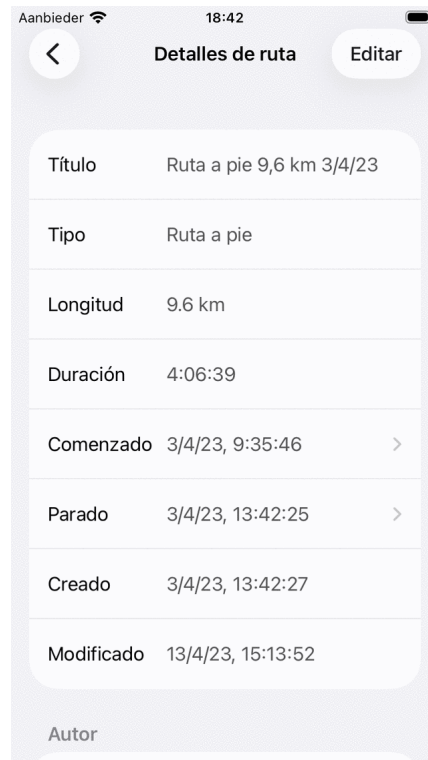 Aanbieder 18:42
Detalles de ruta Editar
Título Ruta a pie 9,6 km 3/4/23
Tipo Ruta a pie
Longitud 9.6 km
Duración 4:06:39
Comenzado 3/4/23, 9:35:46
Parado 3/4/23, 13:42:25
Creado 3/4/23, 13:42:27
Modificado 13/4/23, 15:13:52
Autor